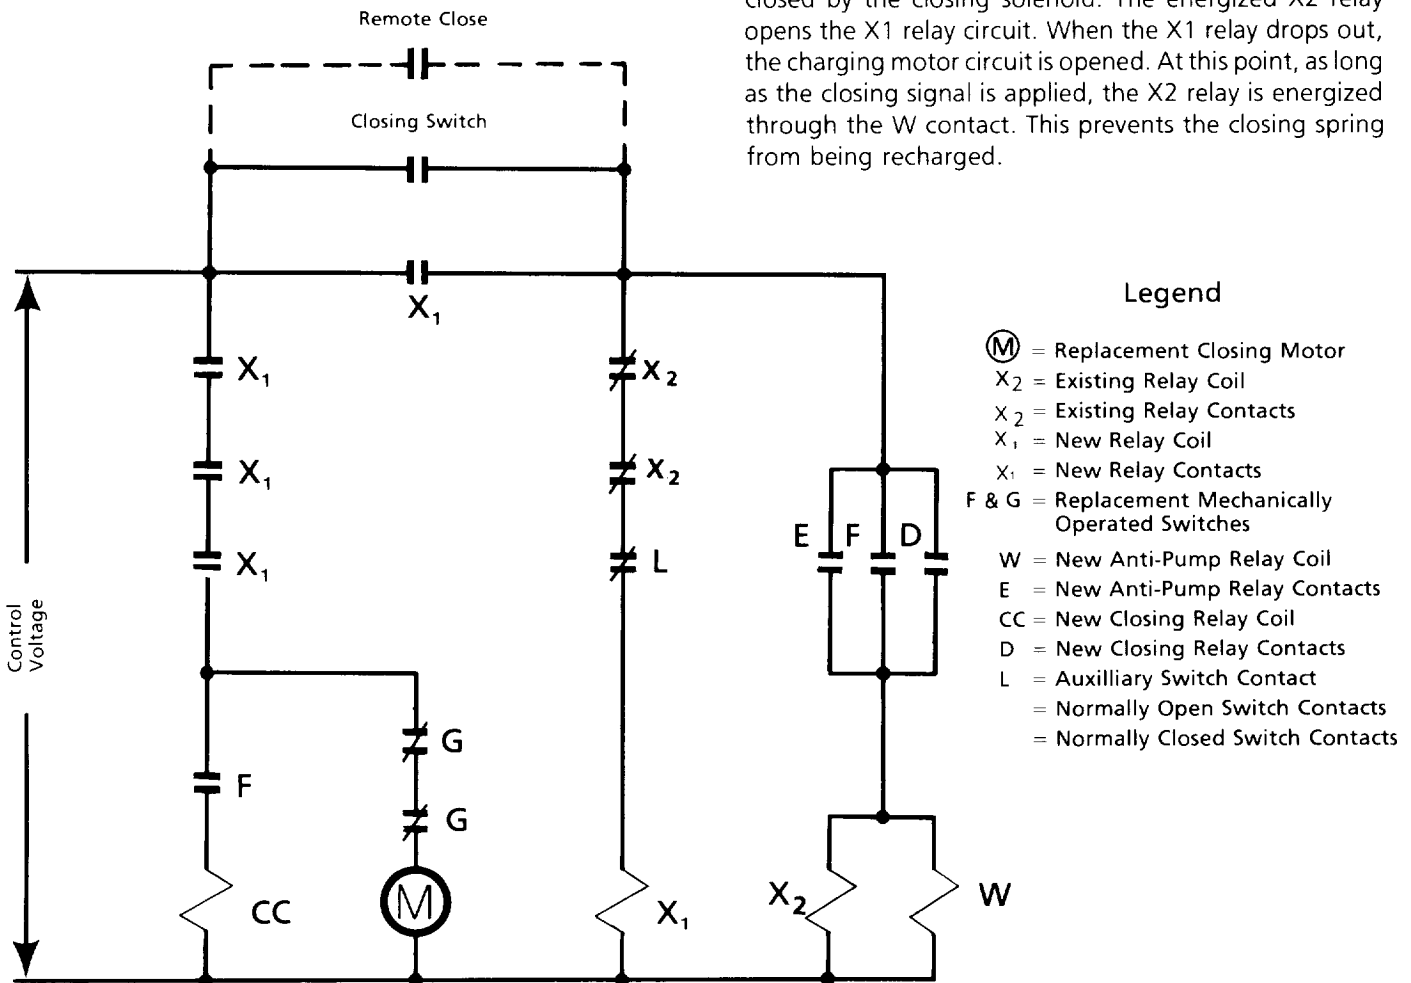 closed by the closing solenoid. The energized X2 relay
opens the X1 relay circuit. When the X1 relay drops out,
the charging motor circuit is opened. At this point, as long
as the closing signal is applied, the X2 relay is energized
through the W contact. This prevents the closing spring
from being recharged.
Remote Close
Closing Switch
X1
X1
X1
X1
X2
X2
L
E F D
G
G
F
CC
M
X1
X2
W
Control
Voltage
Legend
M = Replacement Closing Motor
X2 = Existing Relay Coil
X2 = Existing Relay Contacts
X1 = New Relay Coil
X1 = New Relay Contacts
F & G = Replacement Mechanically
Operated Switches
W = New Anti-Pump Relay Coil
E = New Anti-Pump Relay Contacts
CC = New Closing Relay Coil
D = New Closing Relay Contacts
L = Auxilliary Switch Contact
= Normally Open Switch Contacts
= Normally Closed Switch Contacts